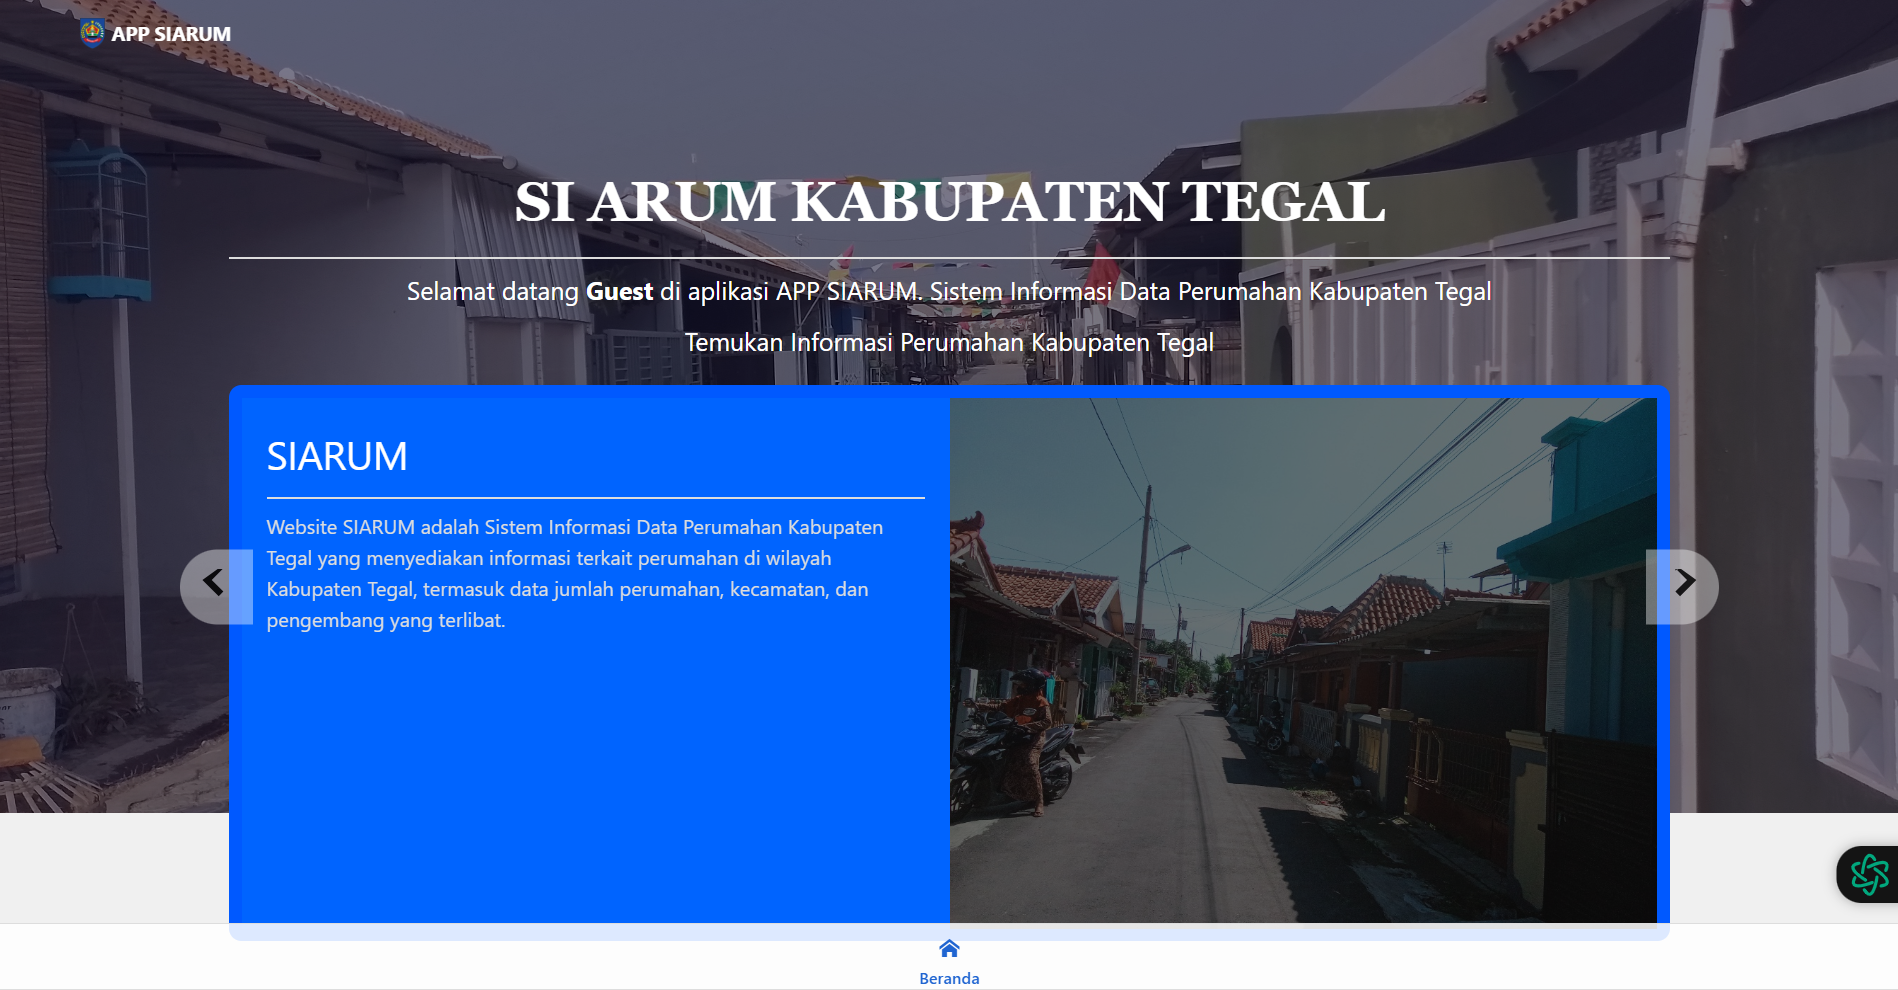 APP SIARUM
SI ARUM KABUPATEN TEGAL
Selamat datang Guest di aplikasi APP SIARUM. Sistem Informasi Data Perumahan Kabupaten Tegal
Temukan Informasi Perumahan Kabupaten Tegal
SIARUM
Website SIARUM adalah Sistem Informasi Data Perumahan Kabupaten
Tegal yang menyediakan informasi terkait perumahan di wilayah
Kabupaten Tegal, termasuk data jumlah perumahan, kecamatan, dan
pengembang yang terlibat.
Beranda